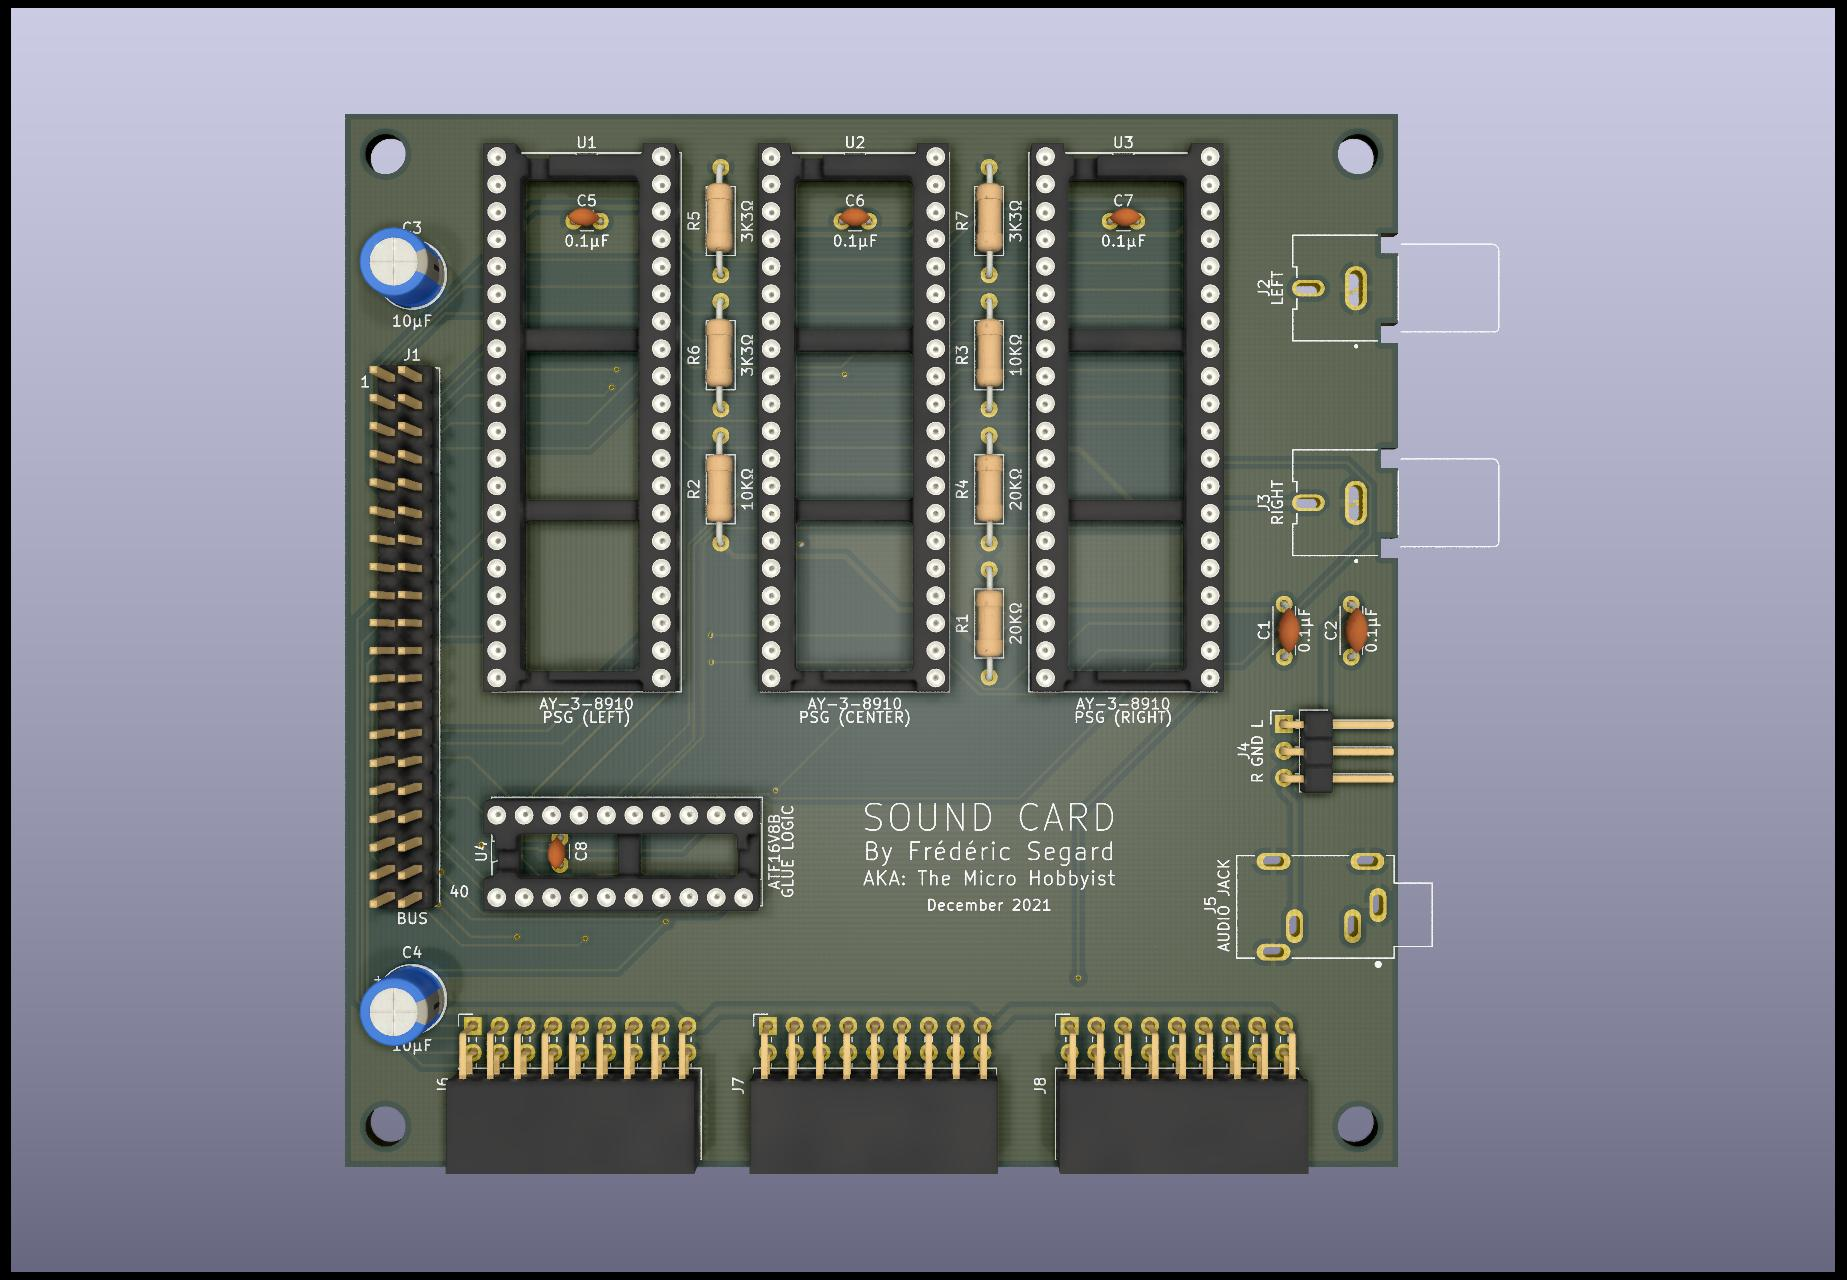 U1
U2
U3
C3
10µF
C5
0.1µF
R5
3K3Ω
C6
0.1µF
R7
3K3Ω
C7
0.1µF
J2
LEFT
J1
1
R6
3K3Ω
R3
10KΩ
R2
10KΩ
R4
20KΩ
J3
RIGHT
R1
20KΩ
C1
0.1µF
C2
0.1µF
AY-3-8910
PSG (LEFT)
AY-3-8910
PSG (CENTER)
AY-3-8910
PSG (RIGHT)
J4
R GND L
U4
C8
ATF16V8B
GLUE LOGIC
40
BUS
SOUND CARD
By Frédéric Segard
AKA: The Micro Hobbyist
December 2021
J5
AUDIO JACK
C4
+
10µF
J6
J7
J8